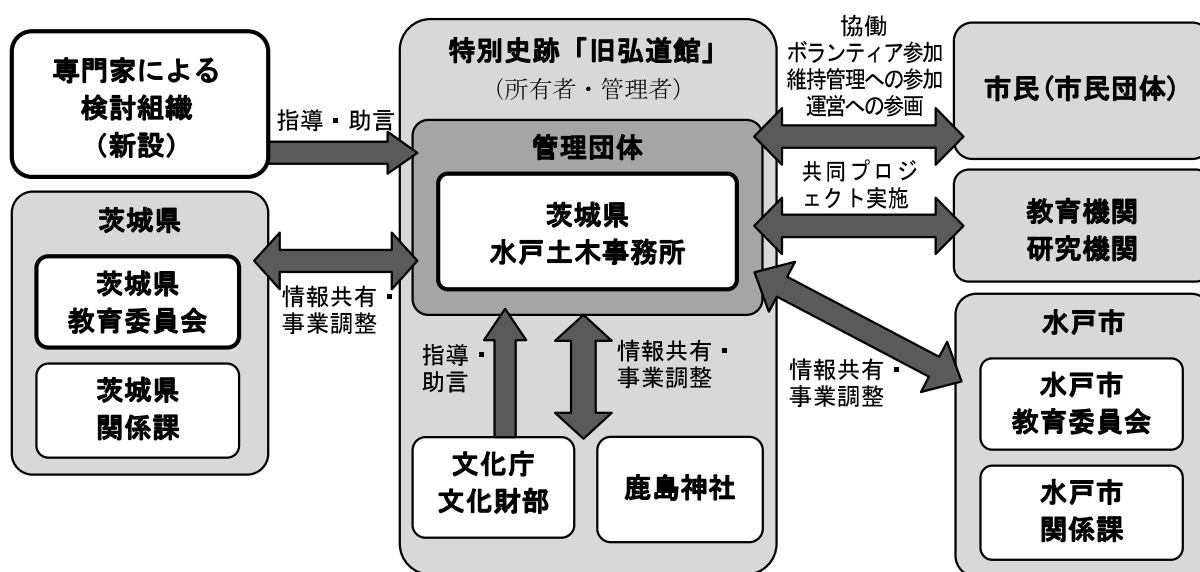 専門家による
検討組織
（新設）
指導・助言
茨城県
茨城県
教育委員会
茨城県
関係課
情報共有・
事業調整
特別史跡「旧弘道館」
（所有者・管理者）
管理団体
茨城県
水戸土木事務所
指導・
助言
情報共有・
事業調整
文化庁
文化財部
鹿島神社
協働
ボランティア参加
維持管理への参加
運営への参画
市民（市民団体）
共同プロジ
ェクト実施
教育機関
研究機関
情報共有・
事業調整
水戸市
水戸市
教育委員会
水戸市
関係課